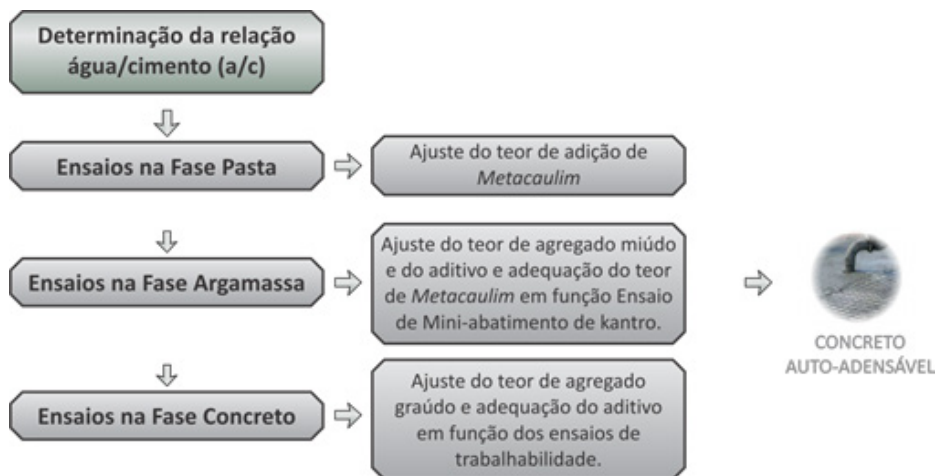 Determinação da relação
água/cimento (a/c)
Ensaios na Fase Pasta
Ajuste do teor de adição de
Metacaulim
Ensaios na Fase Argamassa
Ajuste do teor de agregado miúdo
e do aditivo e adequação do teor
de Metacaulim em função Ensaio
de Mini-abatimento de kantro.
CONCRETO
AUTO-ADENSÁVEL
Ensaios na Fase Concreto
Ajuste do teor de agregado
graúdo e adequação do aditivo
em função dos ensaios de
trabalhabilidade.